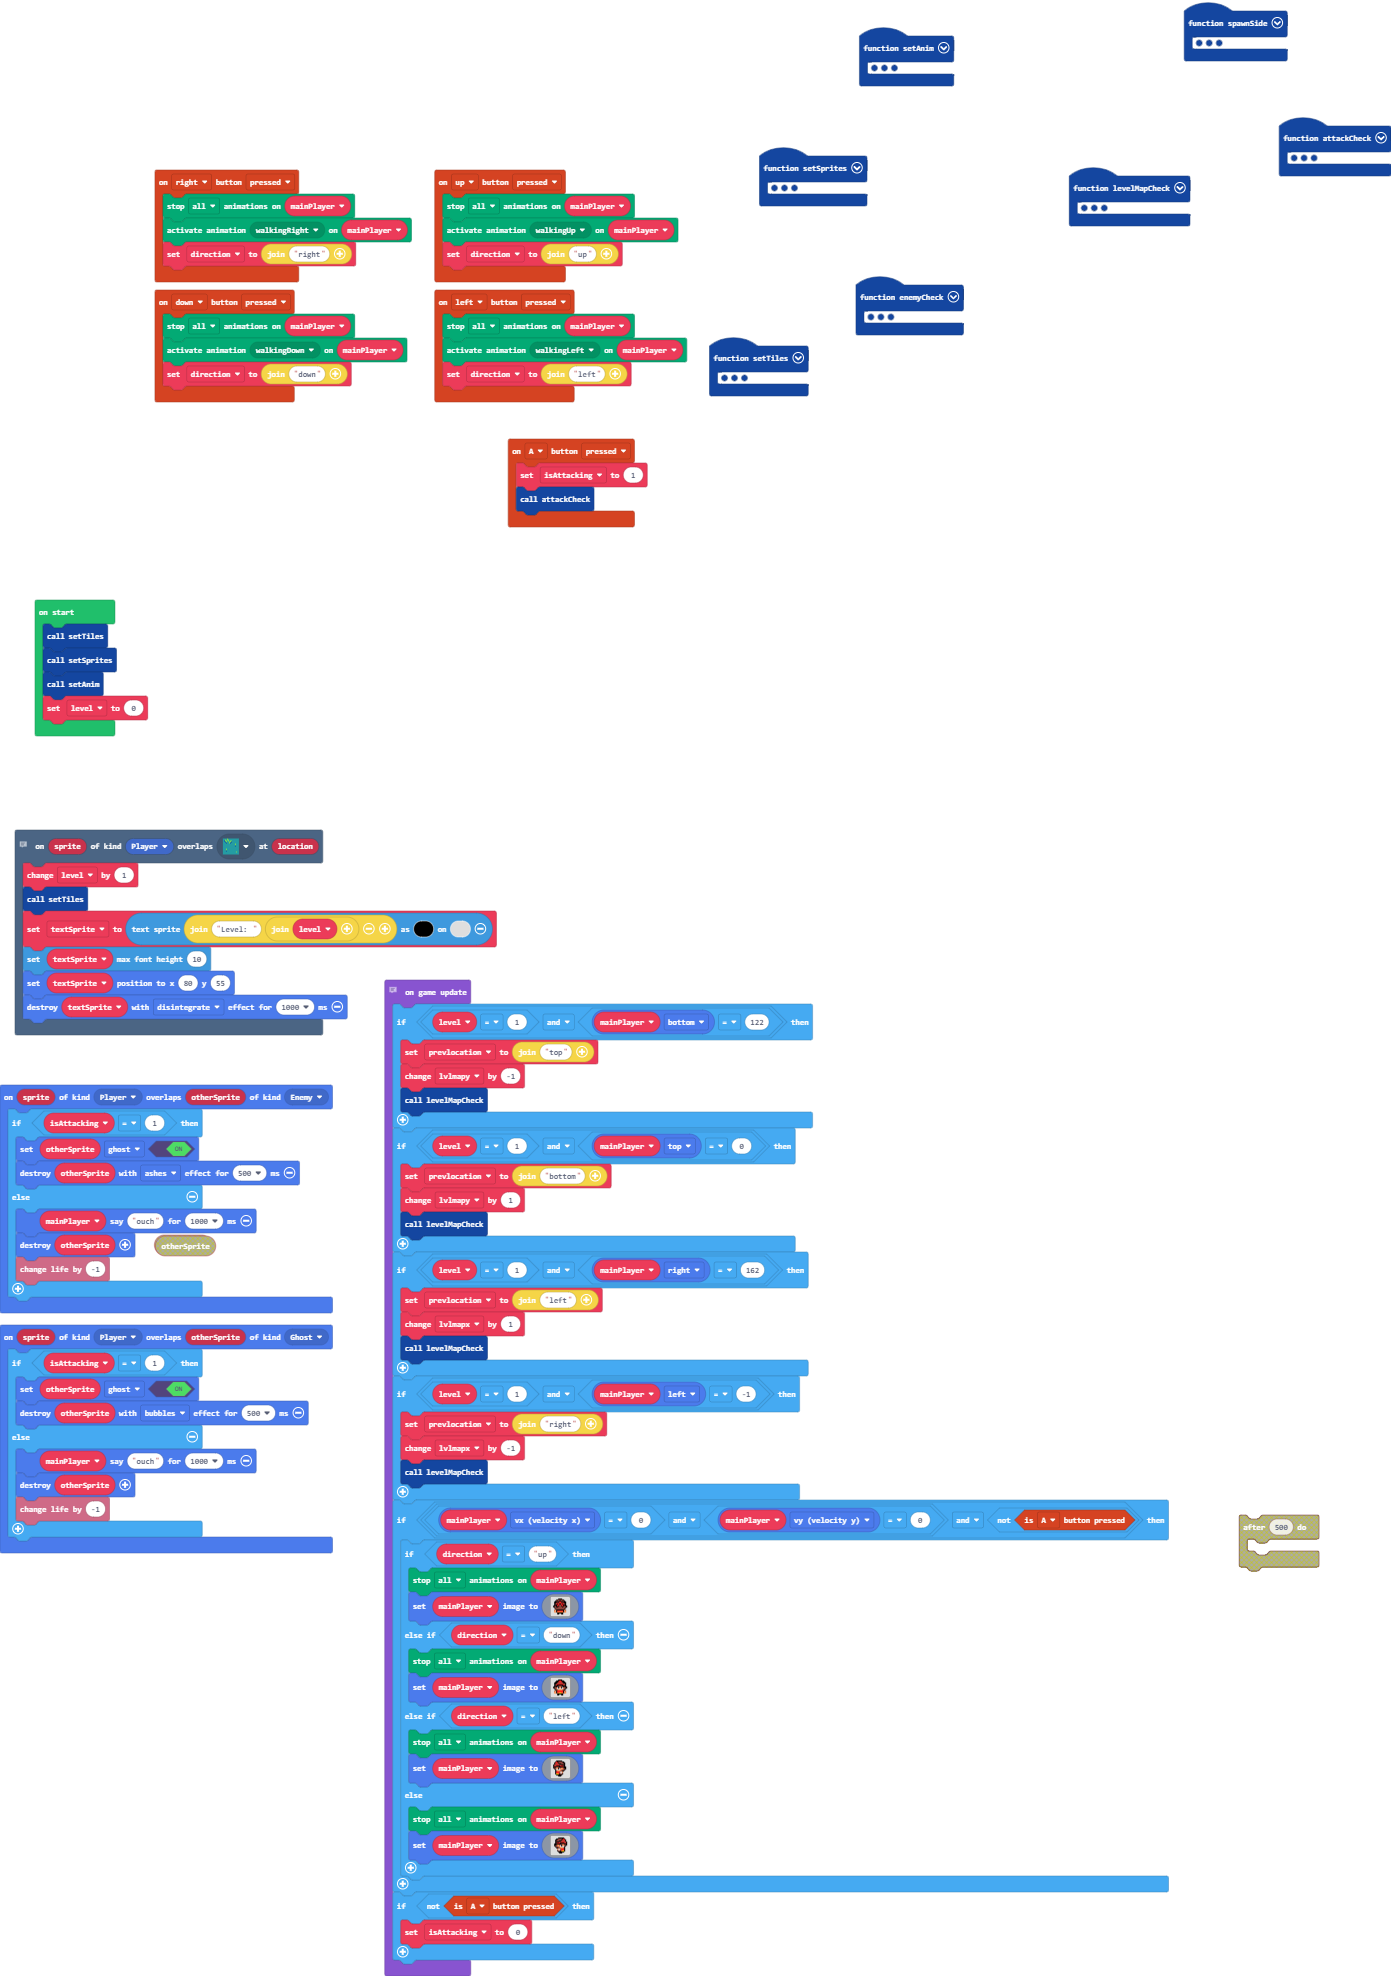 function spawnSide
function setAnim
function attackCheck
function setSprites
function levelMapCheck
on right button pressed
stop all animations on mainPlayer
activate animation walkingRight on mainPlayer
set direction to join "right"
on up button pressed
stop all animations on mainPlayer
activate animation walkingUp on mainPlayer
set direction to join "up"
on down button pressed
stop all animations on mainPlayer
activate animation walkingDown on mainPlayer
set direction to join "down"
on left button pressed
stop all animations on mainPlayer
activate animation walkingLeft on mainPlayer
set direction to join "left"
function enemyCheck
function setTiles
on A button pressed
set isAttacking to 1
call attackCheck
on start
call setTiles
call setSprites
call setAnim
set level to 0
on sprite of kind Player overlaps at location
change level by 1
call setTiles
set textSprite to text sprite join "Level: " join level as on
set textSprite max font height 10
set textSprite position to x 80 y 55
destroy textSprite with disintegrate effect for 1000 ms
on sprite of kind Player overlaps otherSprite of kind Enemy
if isAttacking = 1 then
set otherSprite ghost ON
destroy otherSprite with ashes effect for 500 ms
else
mainPlayer say "ouch" for 1000 ms
destroy otherSprite
otherSprite
change life by -1
on sprite of kind Player overlaps otherSprite of kind Ghost
if isAttacking = 1 then
set otherSprite ghost ON
destroy otherSprite with bubbles effect for 500 ms
else
mainPlayer say "ouch" for 1000 ms
destroy otherSprite
change life by -1
on game update
if level = 1 and mainPlayer bottom = 122 then
set prevlocation to join "top"
change lvlmapy by -1
call levelMapCheck
if level = 1 and mainPlayer top = 0 then
set prevlocation to join "bottom"
change lvlmapy by 1
call levelMapCheck
if level = 1 and mainPlayer right = 162 then
set prevlocation to join "left"
change lvlmapx by 1
call levelMapCheck
if level = 1 and mainPlayer left = -1 then
set prevlocation to join "right"
change lvlmapx by -1
call levelMapCheck
if mainPlayer vx (velocity x) = 0 and mainPlayer vy (velocity y) = 0 and not is A button pressed then
if direction = "up" then
stop all animations on mainPlayer
set mainPlayer image to
else if direction = "down" then
stop all animations on mainPlayer
set mainPlayer image to
else if direction = "left" then
stop all animations on mainPlayer
set mainPlayer image to
else
stop all animations on mainPlayer
set mainPlayer image to
if not is A button pressed then
set isAttacking to 0
after 500 do